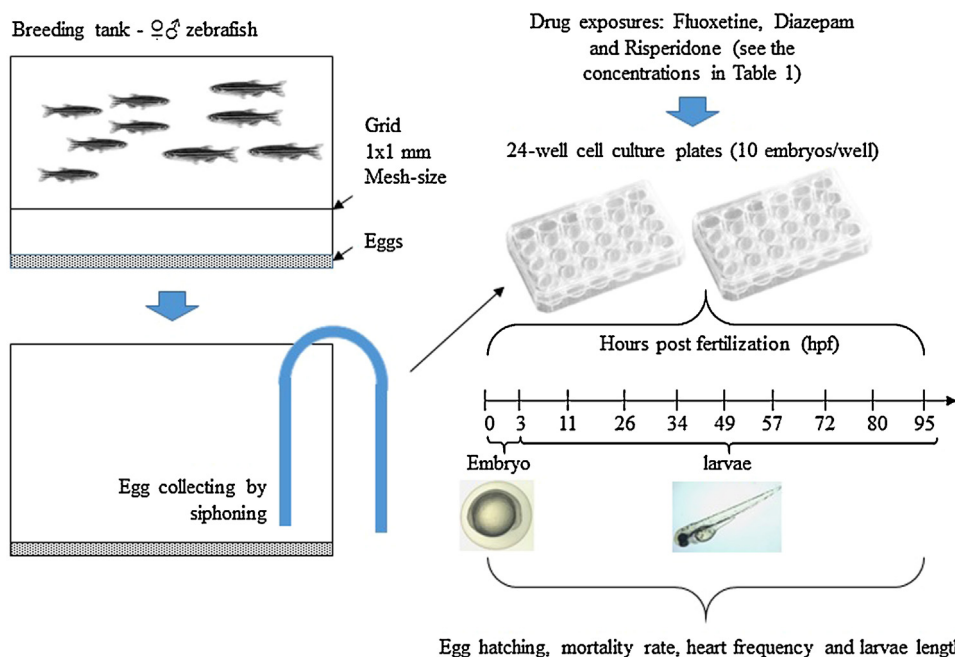 Breeding tank - ♀♂ zebrafish
Grid
1x1 mm
Mesh-size
Eggs
Egg collecting by
siphoning
Drug exposures: Fluoxetine, Diazepam
and Risperidone (see the
concentrations in Table 1)
24-well cell culture plates (10 embryos/well)
Hours post fertilization (hpf)
0 3 11 26 34 49 57 72 80 95
Embryo larvae
Egg hatching, mortality rate, heart frequency and larvae length